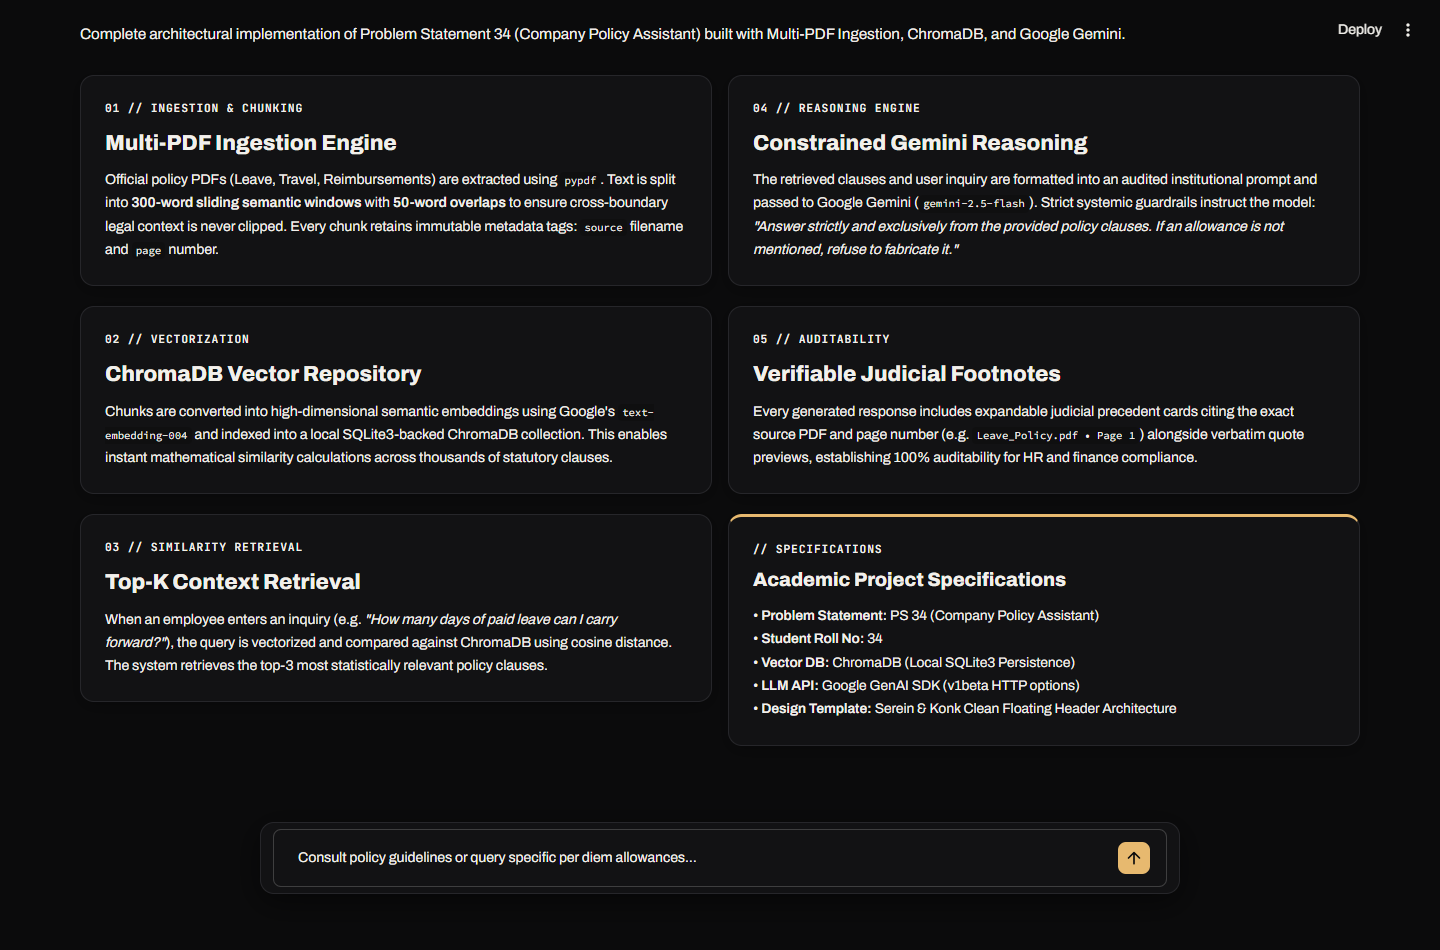 Complete architectural implementation of Problem Statement 34 (Company Policy Assistant) built with Multi-PDF Ingestion, ChromaDB, and Google Gemini.
Deploy
01 // INGESTION & CHUNKING
Multi-PDF Ingestion Engine
Official policy PDFs (Leave, Travel, Reimbursements) are extracted using pypdf . Text is split
into 300-word sliding semantic windows with 50-word overlaps to ensure cross-boundary
legal context is never clipped. Every chunk retains immutable metadata tags: source filename
and page number.
02 // VECTORIZATION
ChromaDB Vector Repository
Chunks are converted into high-dimensional semantic embeddings using Google's text-
embedding-004 and indexed into a local SQLite3-backed ChromaDB collection. This enables
instant mathematical similarity calculations across thousands of statutory clauses.
03 // SIMILARITY RETRIEVAL
Top-K Context Retrieval
When an employee enters an inquiry (e.g. "How many days of paid leave can I carry
forward?"), the query is vectorized and compared against ChromaDB using cosine distance.
The system retrieves the top-3 most statistically relevant policy clauses.
04 // REASONING ENGINE
Constrained Gemini Reasoning
The retrieved clauses and user inquiry are formatted into an audited institutional prompt and
passed to Google Gemini ( gemini-2.5-flash ). Strict systemic guardrails instruct the model:
"Answer strictly and exclusively from the provided policy clauses. If an allowance is not
mentioned, refuse to fabricate it."
05 // AUDITABILITY
Verifiable Judicial Footnotes
Every generated response includes expandable judicial precedent cards citing the exact
source PDF and page number (e.g. Leave_Policy.pdf • Page 1 ) alongside verbatim quote
previews, establishing 100% auditability for HR and finance compliance.
// SPECIFICATIONS
Academic Project Specifications
• Problem Statement: PS 34 (Company Policy Assistant)
• Student Roll No: 34
• Vector DB: ChromaDB (Local SQLite3 Persistence)
• LLM API: Google GenAI SDK (v1beta HTTP options)
• Design Template: Serein & Konk Clean Floating Header Architecture
Consult policy guidelines or query specific per diem allowances...